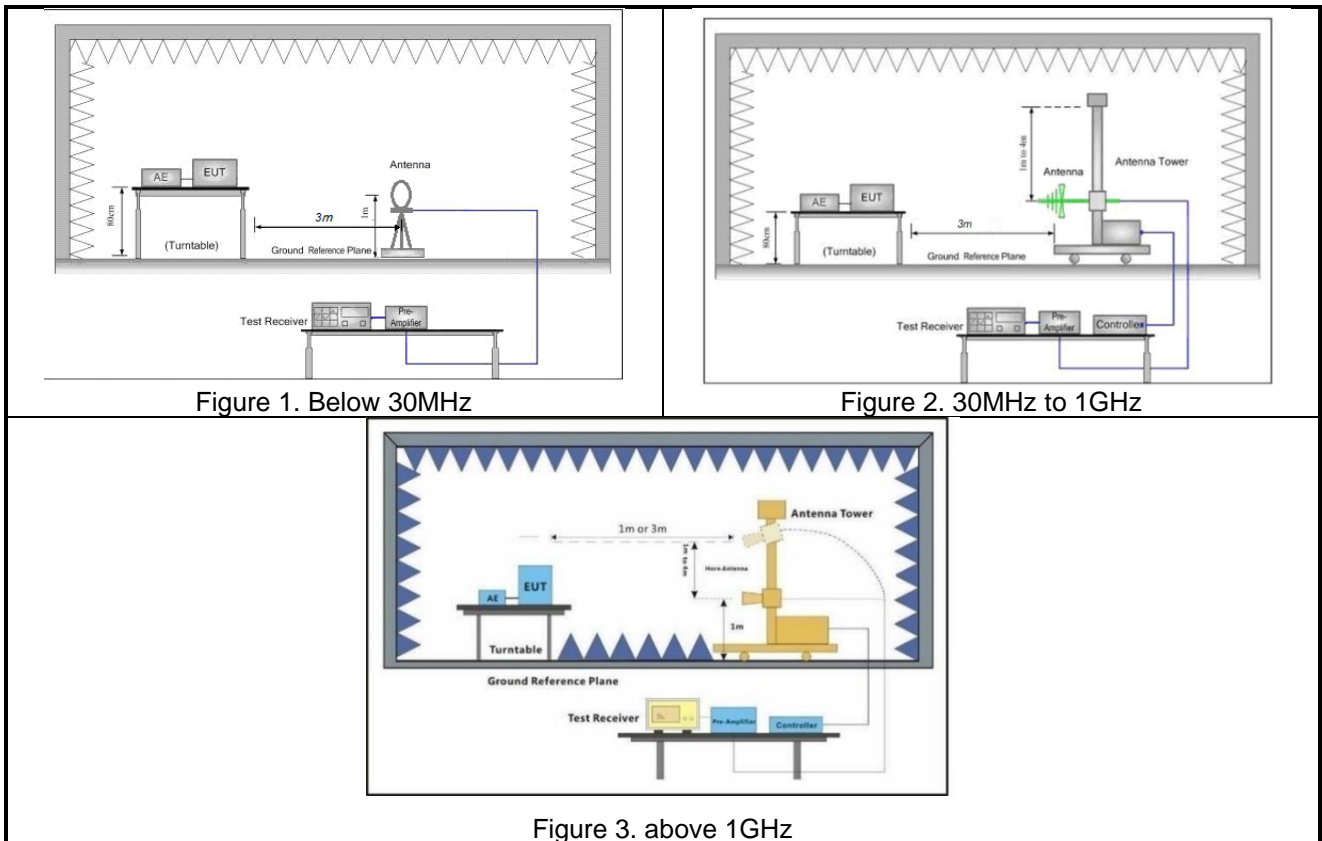 Antenna
AE
EUT
1m
80cm
3m
(Turntable)
Ground Reference Plane
Test Receiver
Pre-
Amplifier
Figure 1. Below 30MHz
1m to 4m
Antenna Tower
Antenna
AE
EUT
80cm
3m
(Turntable)
Ground Reference Plane
Test Receiver
Pre-
Amplifier
Controller
Figure 2. 30MHz to 1GHz
Antenna Tower
1m or 3m
1m to 4m
Horn Antenna
EUT
AE
1m
Turntable
Ground Reference Plane
Test Receiver
Pre-Amplifier
Controller
Figure 3. above 1GHz